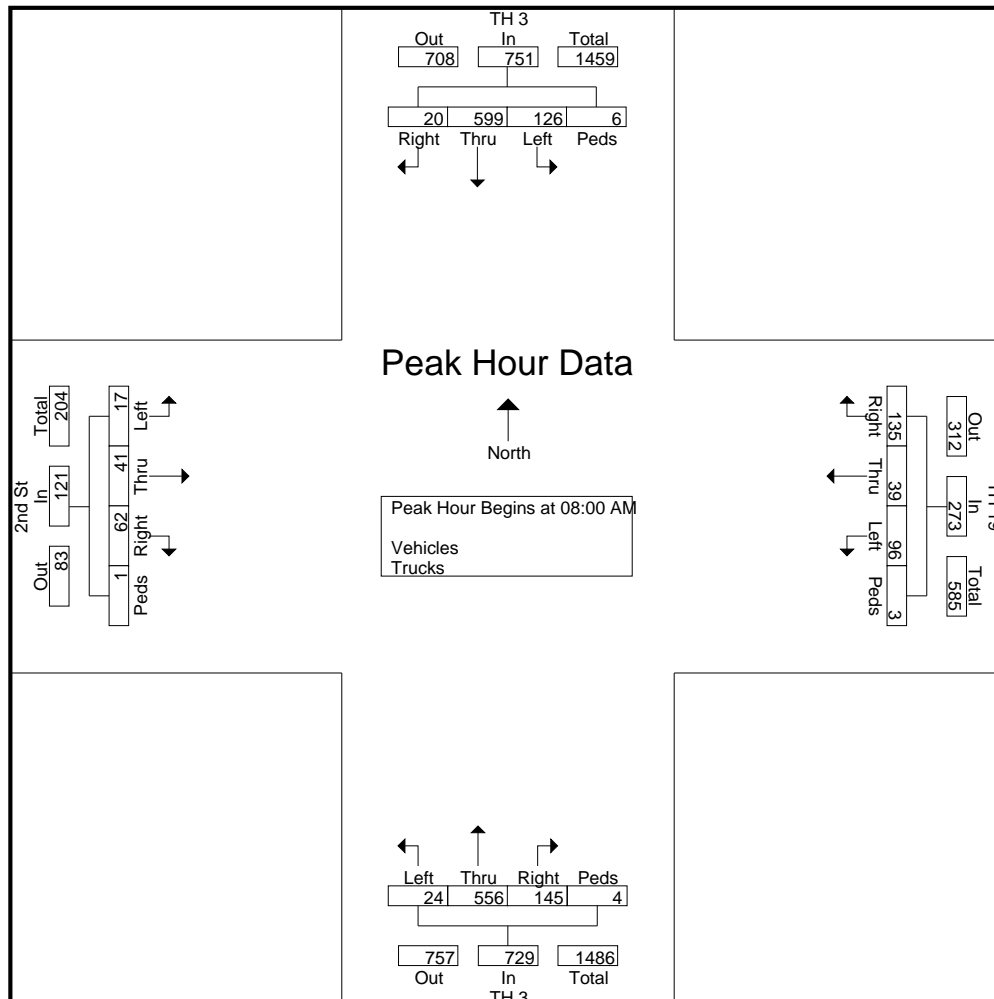 TH 3
Out In Total
708 751 1459
20 599 126 6
Right Thru Left Peds
Peak Hour Data
North
Peak Hour Begins at 08:00 AM
Vehicles
Trucks
2nd St
Total In Out
204 121 83
17 41 62 1
Left Thru Right Peds
Right Thru Left Peds
135 39 96 3
312 273 585
Out In Total
Left Thru Right Peds
24 556 145 4
757 729 1486
Out In Total
TH 3